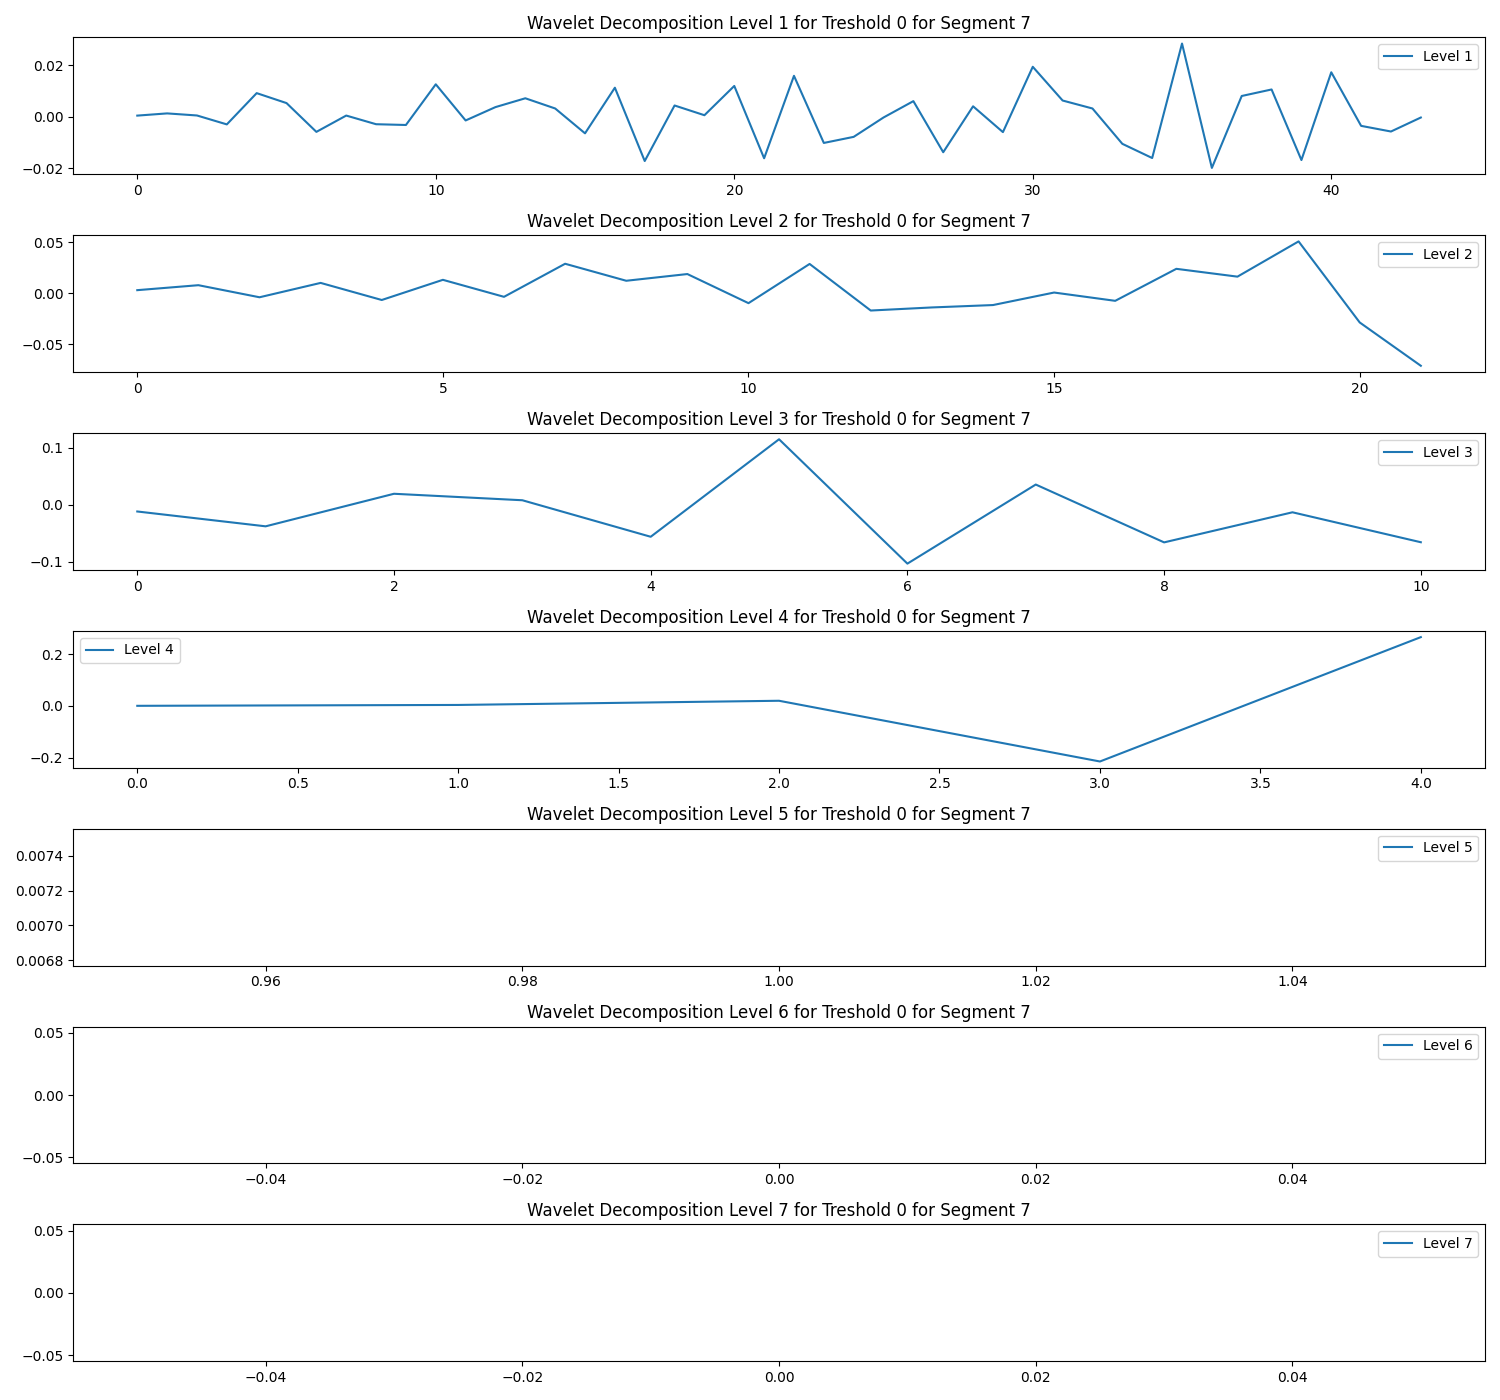 Wavelet Decomposition Level 1 for Treshold 0 for Segment 7
Level 1
0.02
0.00
−0.02
0 10 20 30 40
Wavelet Decomposition Level 2 for Treshold 0 for Segment 7
Level 2
0.05
0.00
−0.05
0 5 10 15 20
Wavelet Decomposition Level 3 for Treshold 0 for Segment 7
Level 3
0.1
0.0
−0.1
0 2 4 6 8 10
Wavelet Decomposition Level 4 for Treshold 0 for Segment 7
Level 4
0.2
0.0
−0.2
0.0 0.5 1.0 1.5 2.0 2.5 3.0 3.5 4.0
Wavelet Decomposition Level 5 for Treshold 0 for Segment 7
Level 5
0.0074
0.0072
0.0070
0.0068
0.96 0.98 1.00 1.02 1.04
Wavelet Decomposition Level 6 for Treshold 0 for Segment 7
Level 6
0.05
0.00
−0.05
−0.04 −0.02 0.00 0.02 0.04
Wavelet Decomposition Level 7 for Treshold 0 for Segment 7
Level 7
0.05
0.00
−0.05
−0.04 −0.02 0.00 0.02 0.04